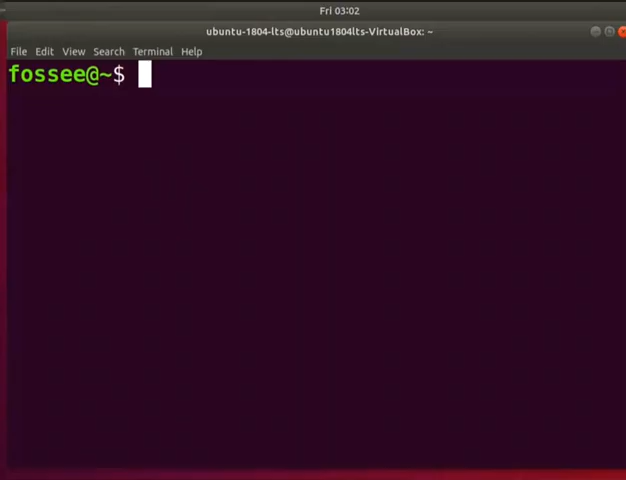 Fri 03:02
ubuntu-1804-lts@ubuntu1804lts-VirtualBox: ~
File Edit View Search Terminal Help
fossee@~$